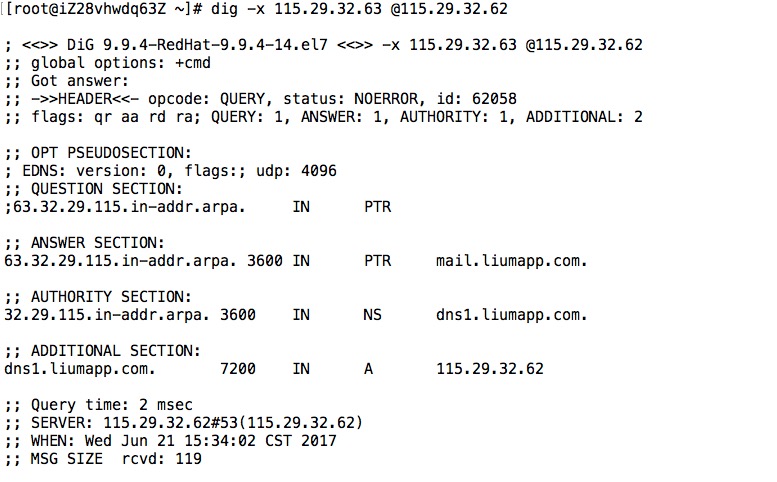 [[root@iZ28vhwdq63Z ~]# dig -x 115.29.32.63 @115.29.32.62
; <<>> DiG 9.9.4-RedHat-9.9.4-14.el7 <<>> -x 115.29.32.63 @115.29.32.62
;; global options: +cmd
;; Got answer:
;; ->>HEADER<<- opcode: QUERY, status: NOERROR, id: 62058
;; flags: qr aa rd ra; QUERY: 1, ANSWER: 1, AUTHORITY: 1, ADDITIONAL: 2
;; OPT PSEUDOSECTION:
; EDNS: version: 0, flags:; udp: 4096
;; QUESTION SECTION:
;63.32.29.115.in-addr.arpa. IN PTR
;; ANSWER SECTION:
63.32.29.115.in-addr.arpa. 3600 IN PTR mail.liumapp.com.
;; AUTHORITY SECTION:
32.29.115.in-addr.arpa. 3600 IN NS dns1.liumapp.com.
;; ADDITIONAL SECTION:
dns1.liumapp.com. 7200 IN A 115.29.32.62
;; Query time: 2 msec
;; SERVER: 115.29.32.62#53(115.29.32.62)
;; WHEN: Wed Jun 21 15:34:02 CST 2017
;; MSG SIZE rcvd: 119